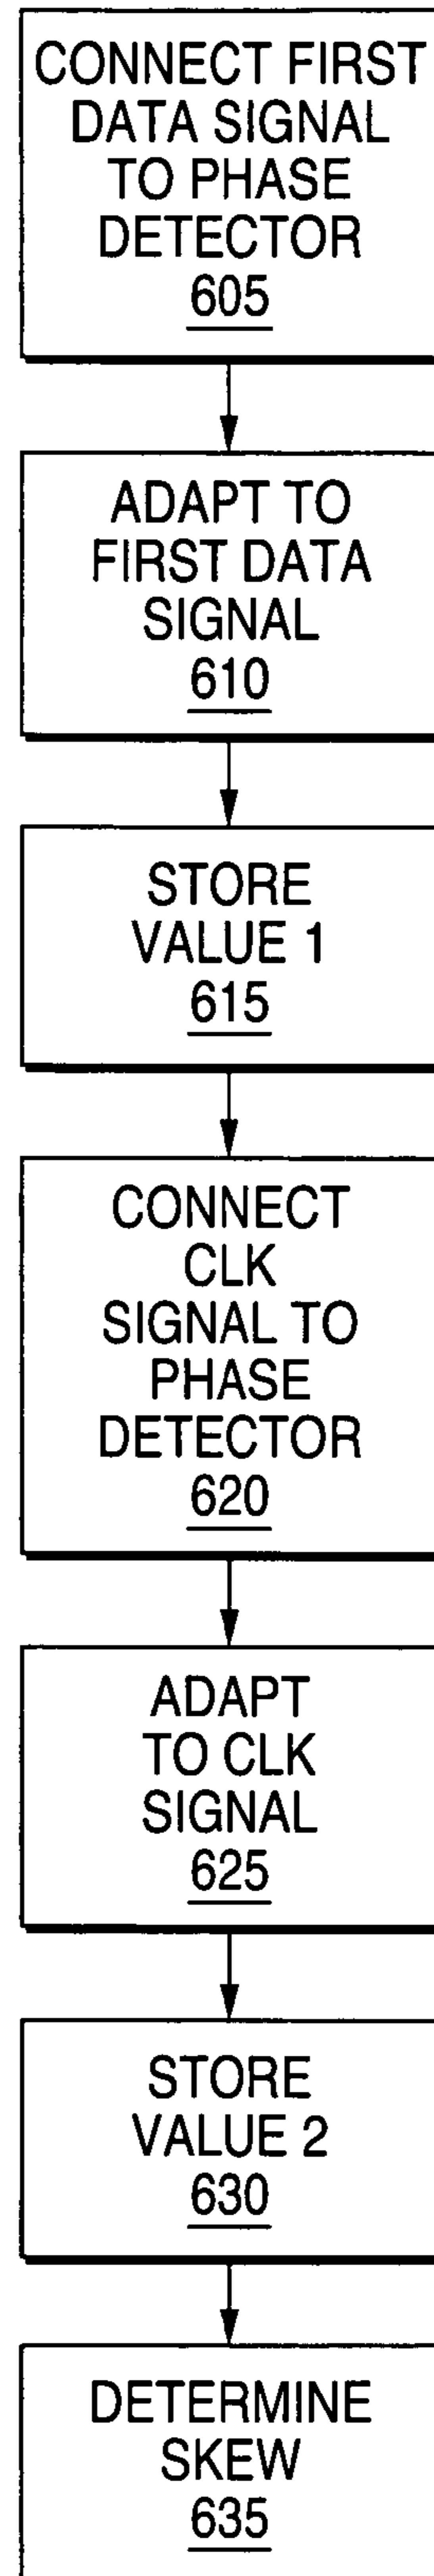 CONNECT FIRST
DATA SIGNAL
TO PHASE
DETECTOR
605
ADAPT TO
FIRST DATA
SIGNAL
610
STORE
VALUE 1
615
CONNECT
CLK
SIGNAL TO
PHASE
DETECTOR
620
ADAPT
TO CLK
SIGNAL
625
STORE
VALUE 2
630
DETERMINE
SKEW
635